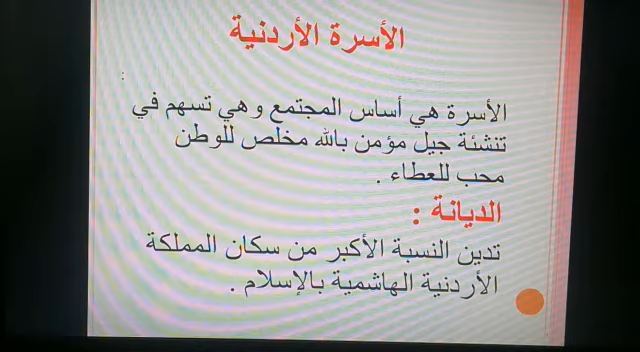 الأسرة الأردنية
:
الأسرة هي أساس المجتمع وهي تسهم في
تنشئة جيل مؤمن بالله مخلص للوطن
محب للعطاء .
الديانة :
تدين النسبة الأكبر من سكان المملكة
الأردنية الهاشمية بالإسلام .